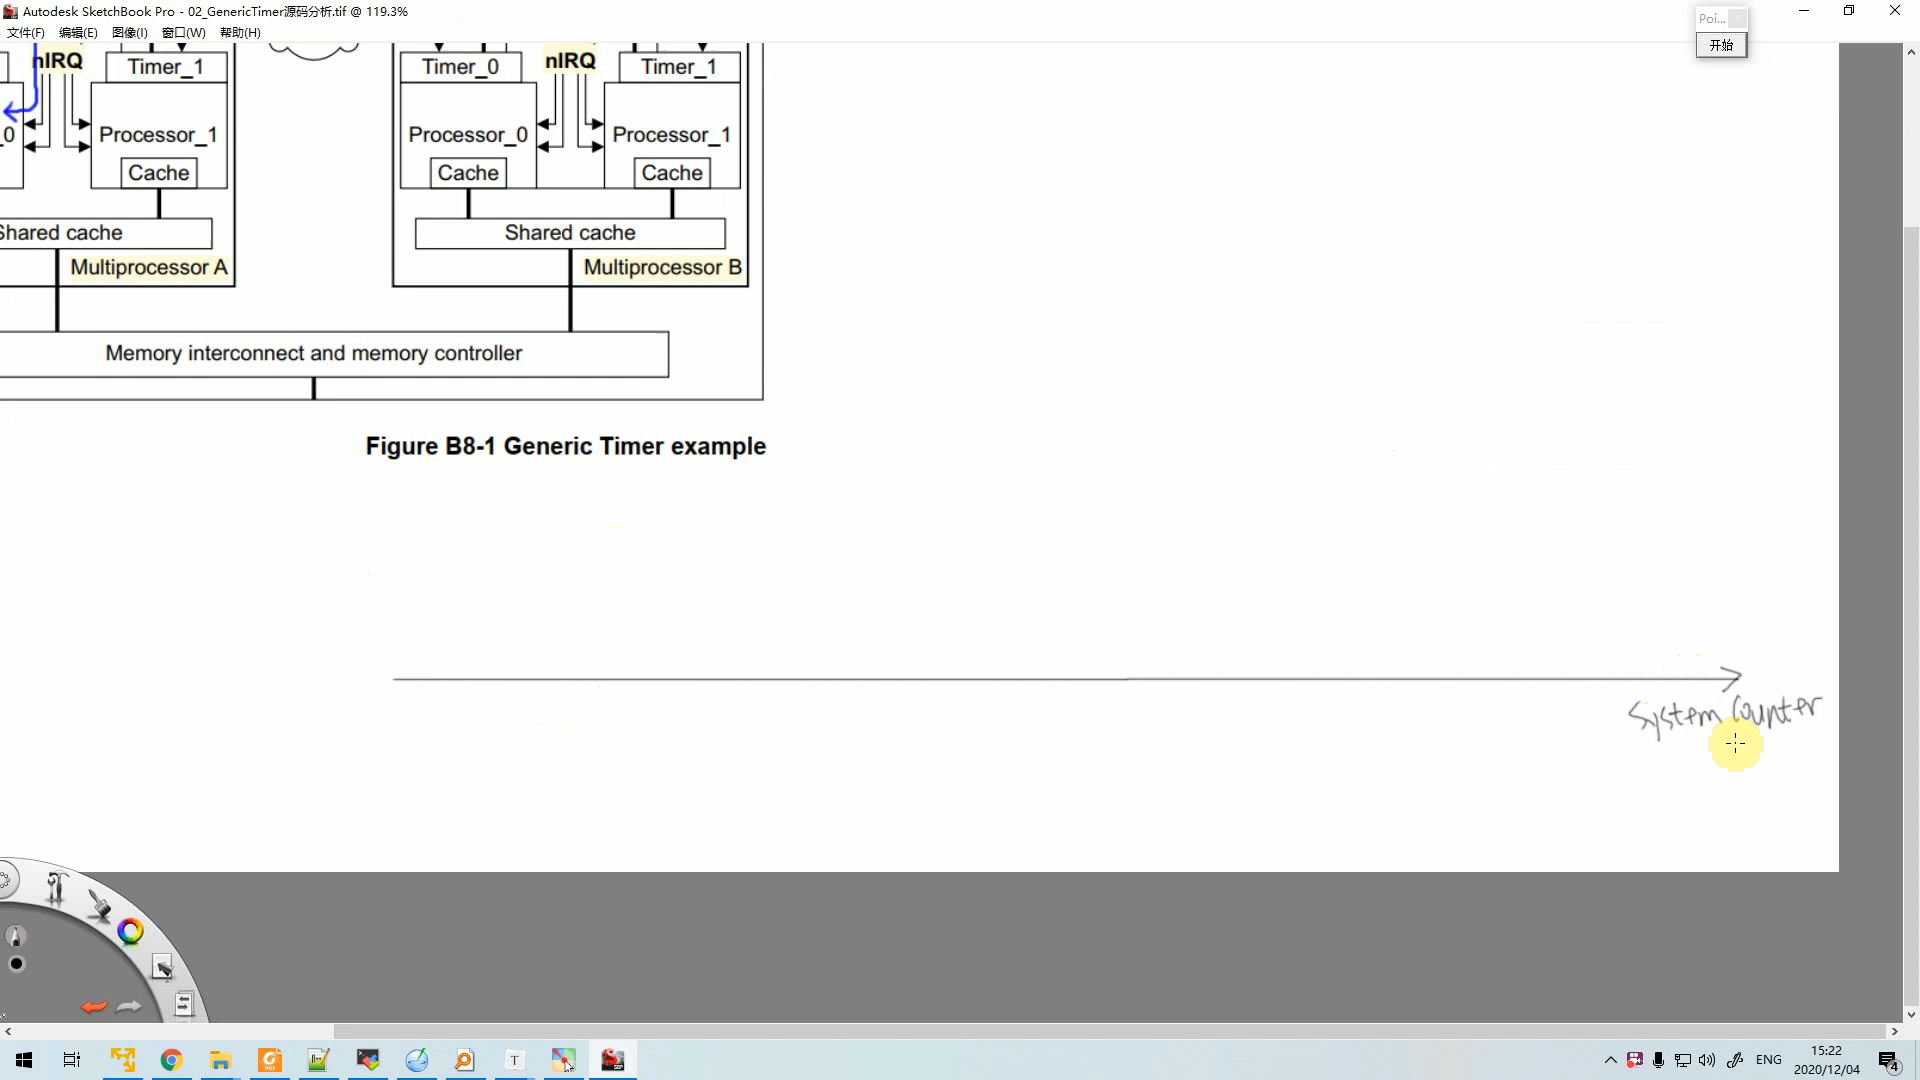 Autodesk SketchBook Pro - 02_GenericTimer源码分析.tif @ 119.3%
文件(F) 编辑(E) 图像(I) 窗口(W) 帮助(H)
Poi...
开始
nIRQ Timer_1 Timer_0 nIRQ Timer_1
_0 Processor_1 Processor_0 Processor_1
Cache Cache Cache
Shared cache Shared cache
Multiprocessor A Multiprocessor B
Memory interconnect and memory controller
Figure B8-1 Generic Timer example
System Counter
ENG
15:22
2020/12/04
4